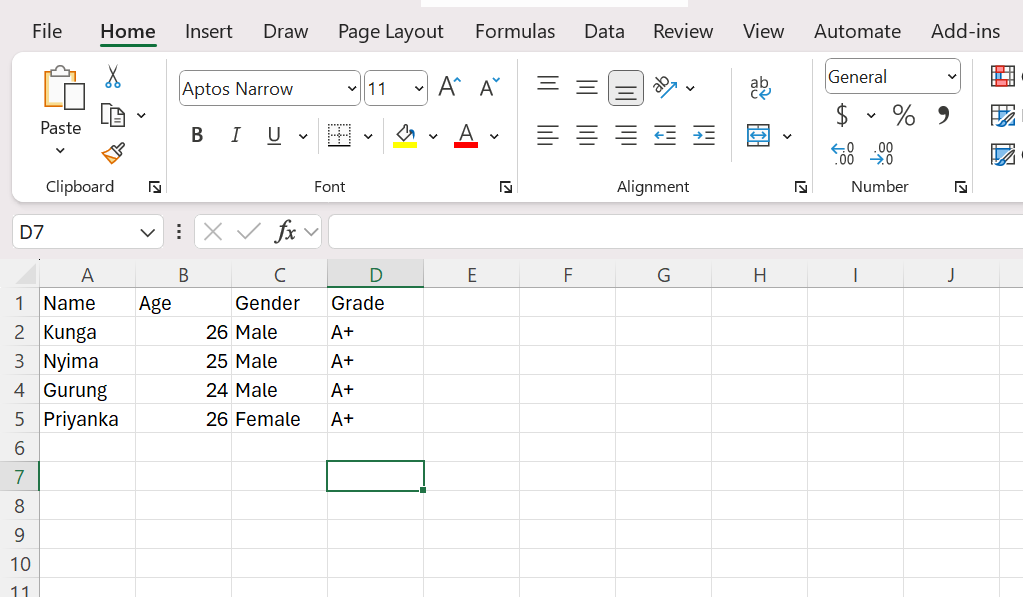 File Home Insert Draw Page Layout Formulas Data Review View Automate Add-ins
Aptos Narrow 11 General
Paste B I U A $ %
Clipboard Font Alignment Number
D7 fx
A B C D E F G H I J
1 Name Age Gender Grade
2 Kunga 26 Male A+
3 Nyima 25 Male A+
4 Gurung 24 Male A+
5 Priyanka 26 Female A+
6
7
8
9
10
11